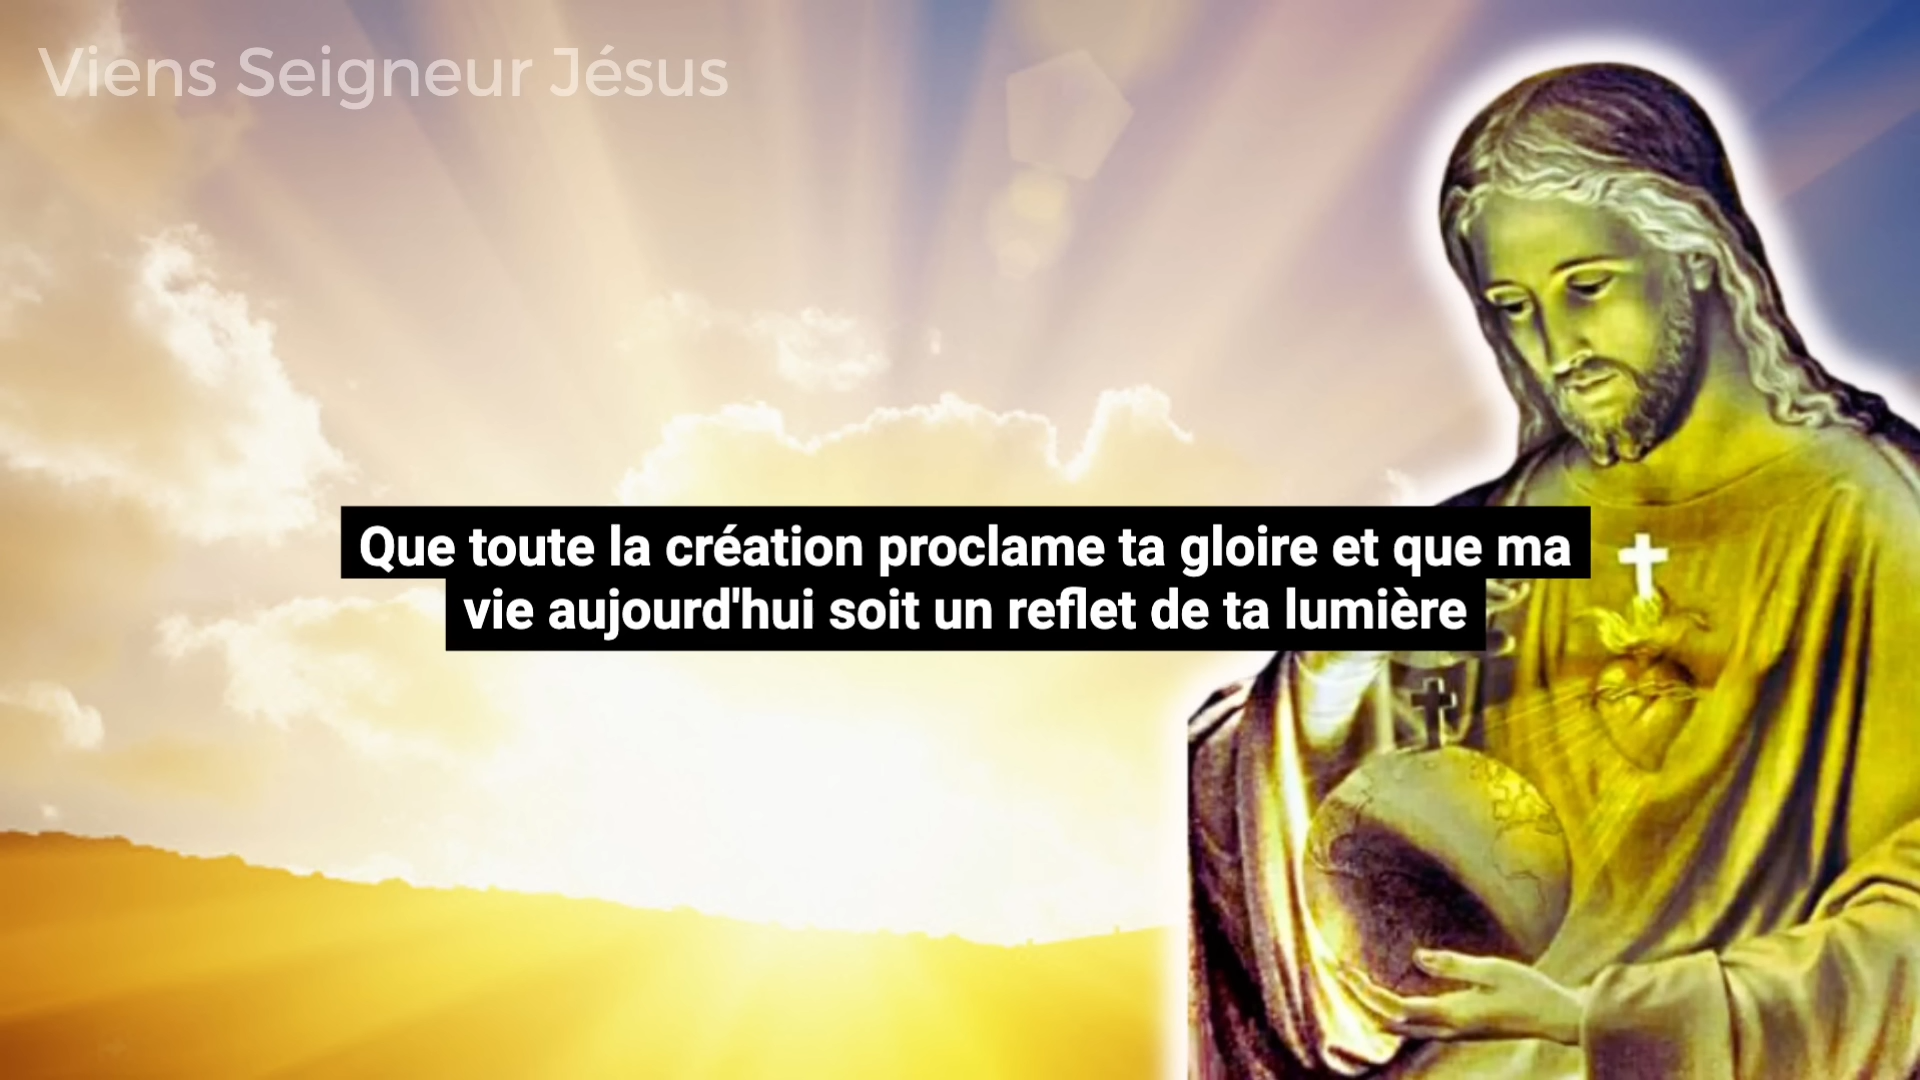 Viens Seigneur Jésus
Que toute la création proclame ta gloire et que ma
vie aujourd'hui soit un reflet de ta lumière